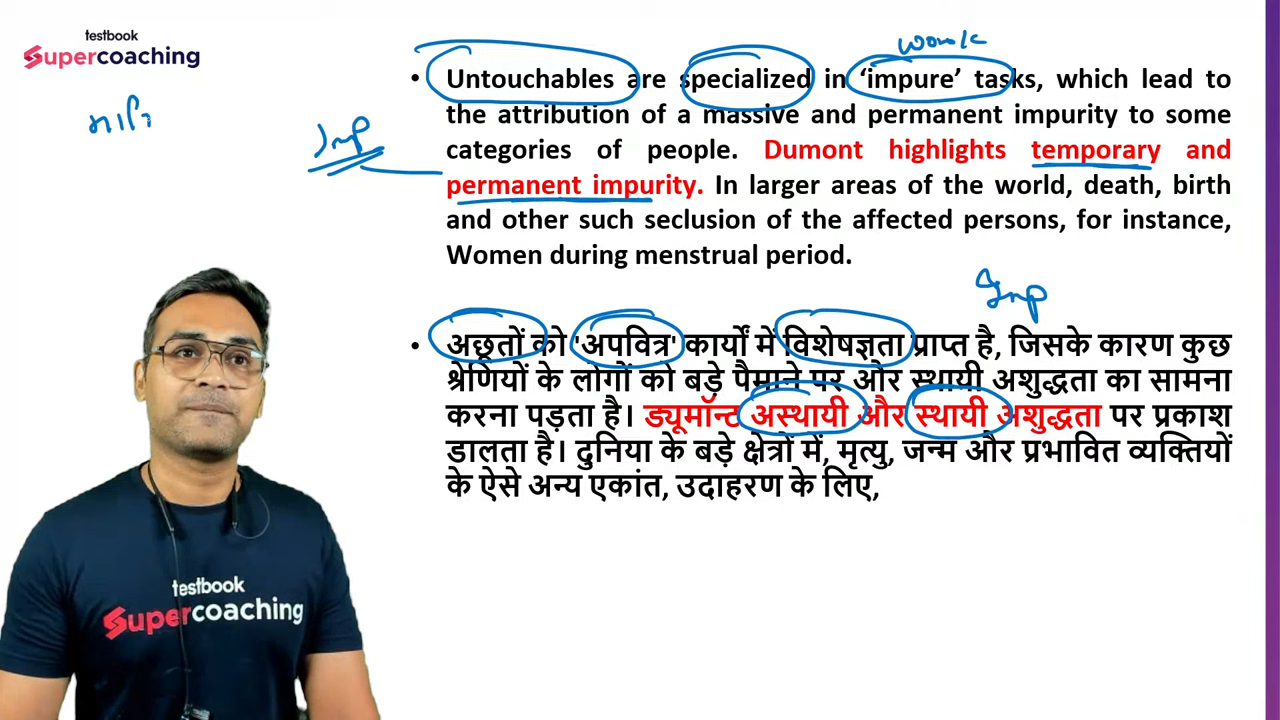 testbook
Supercoaching
work
• Untouchables are specialized in ‘impure’ tasks, which lead to
the attribution of a massive and permanent impurity to some
categories of people. Dumont highlights temporary and
permanent impurity. In larger areas of the world, death, birth
and other such seclusion of the affected persons, for instance,
Women during menstrual period.
Imp
Imp
• अछूतों को 'अपवित्र' कार्यों में विशेषज्ञता प्राप्त है, जिसके कारण कुछ
श्रेणियों के लोगों को बड़े पैमाने पर और स्थायी अशुद्धता का सामना
करना पड़ता है। ड्यूमॉन्ट अस्थायी और स्थायी अशुद्धता पर प्रकाश
डालता है। दुनिया के बड़े क्षेत्रों में, मृत्यु, जन्म और प्रभावित व्यक्तियों
के ऐसे अन्य एकांत, उदाहरण के लिए,
testbook
Supercoaching